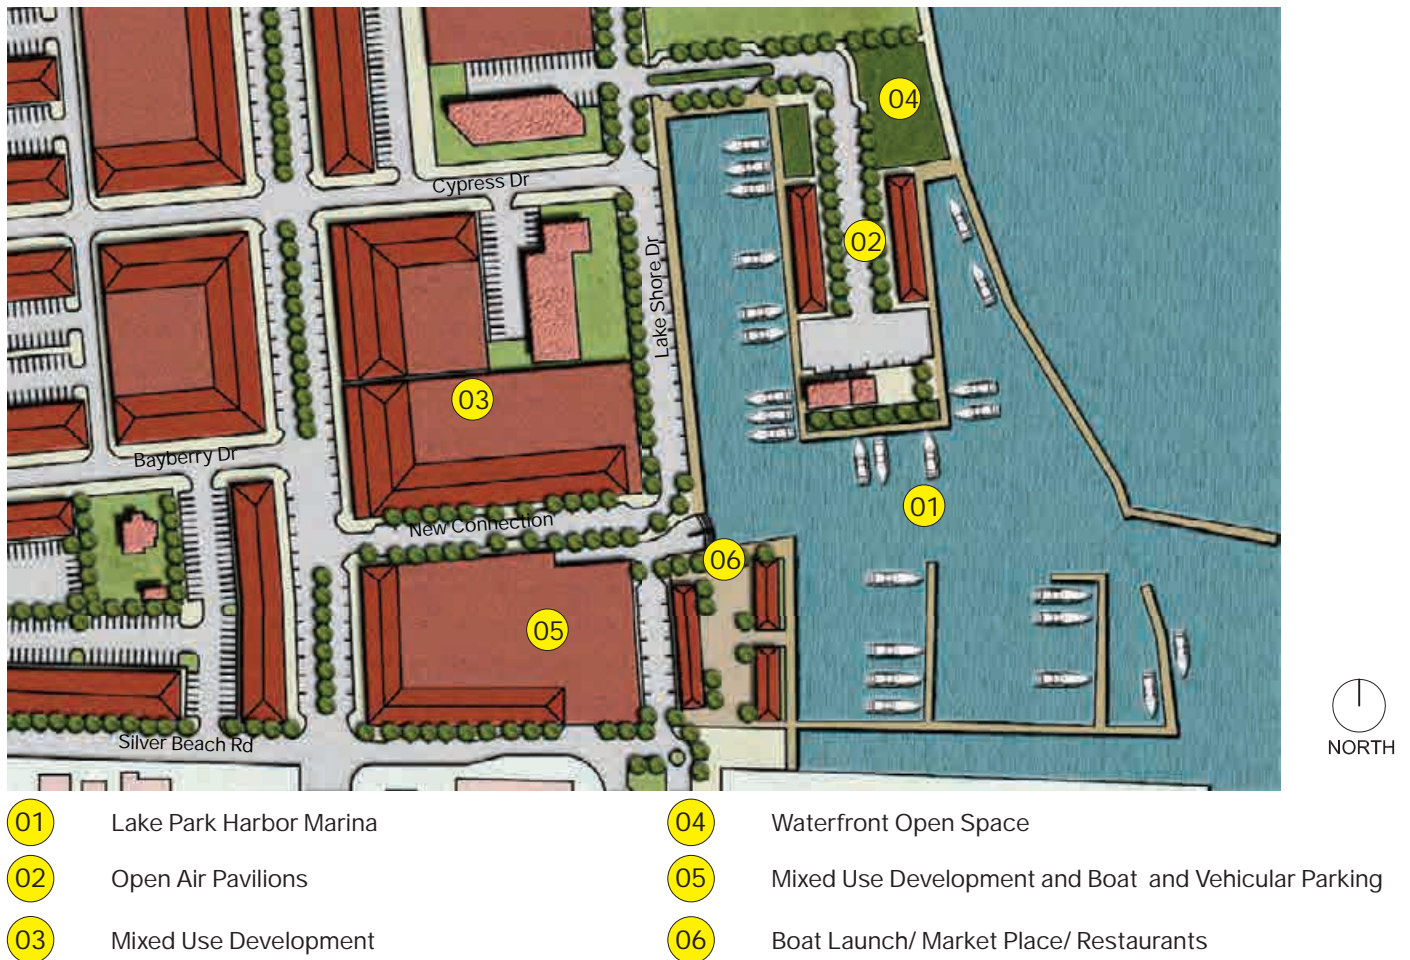 04
Cypress Dr
02
Lake Shore Dr
03
Bayberry Dr
01
New Connection
06
05
Silver Beach Rd
NORTH
01 Lake Park Harbor Marina
04 Waterfront Open Space
02 Open Air Pavilions
05 Mixed Use Development and Boat and Vehicular Parking
03 Mixed Use Development
06 Boat Launch/ Market Place/ Restaurants